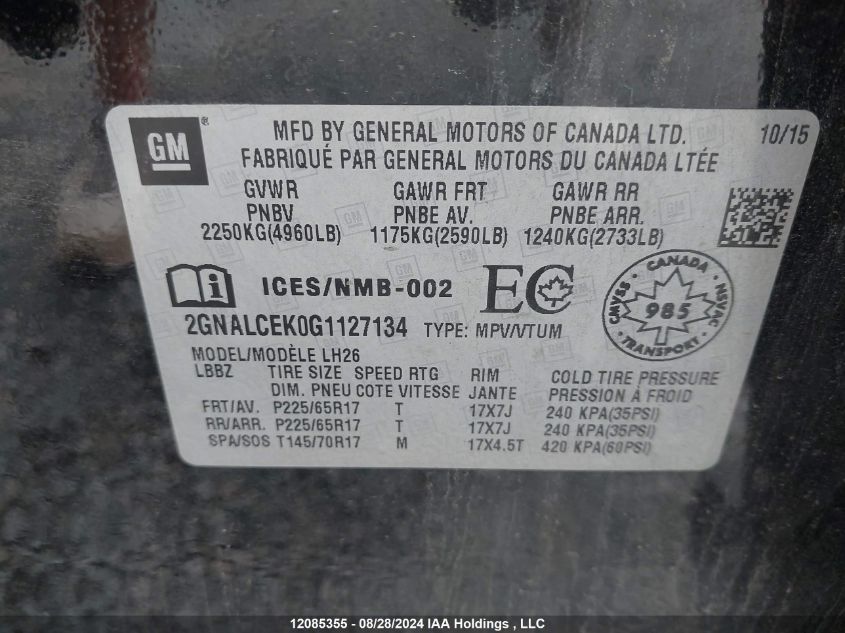 GM ® MFD BY GENERAL MOTORS OF CANADA LTD. 10/15
FABRIQUÉ PAR GENERAL MOTORS DU CANADA LTÉE
GVWR GAWR FRT GAWR RR
PNBV PNBE AV. PNBE ARR.
2250KG(4960LB) 1175KG(2590LB) 1240KG(2733LB)
ICES/NMB-002 EC
CANADA
CMVSS 985 NSVAC
TRANSPORT
2GNALCEK0G1127134 TYPE: MPV/VTUM
MODEL/MODÈLE LH26
LBBZ TIRE SIZE SPEED RTG RIM COLD TIRE PRESSURE
DIM. PNEU COTE VITESSE JANTE PRESSION À FROID
FRT/AV. P225/65R17 T 17X7J 240 KPA(35PSI)
RR/ARR. P225/65R17 T 17X7J 240 KPA(35PSI)
SPA/SOS T145/70R17 M 17X4.5T 420 KPA(60PSI)
12085355 - 08/28/2024 IAA Holdings , LLC